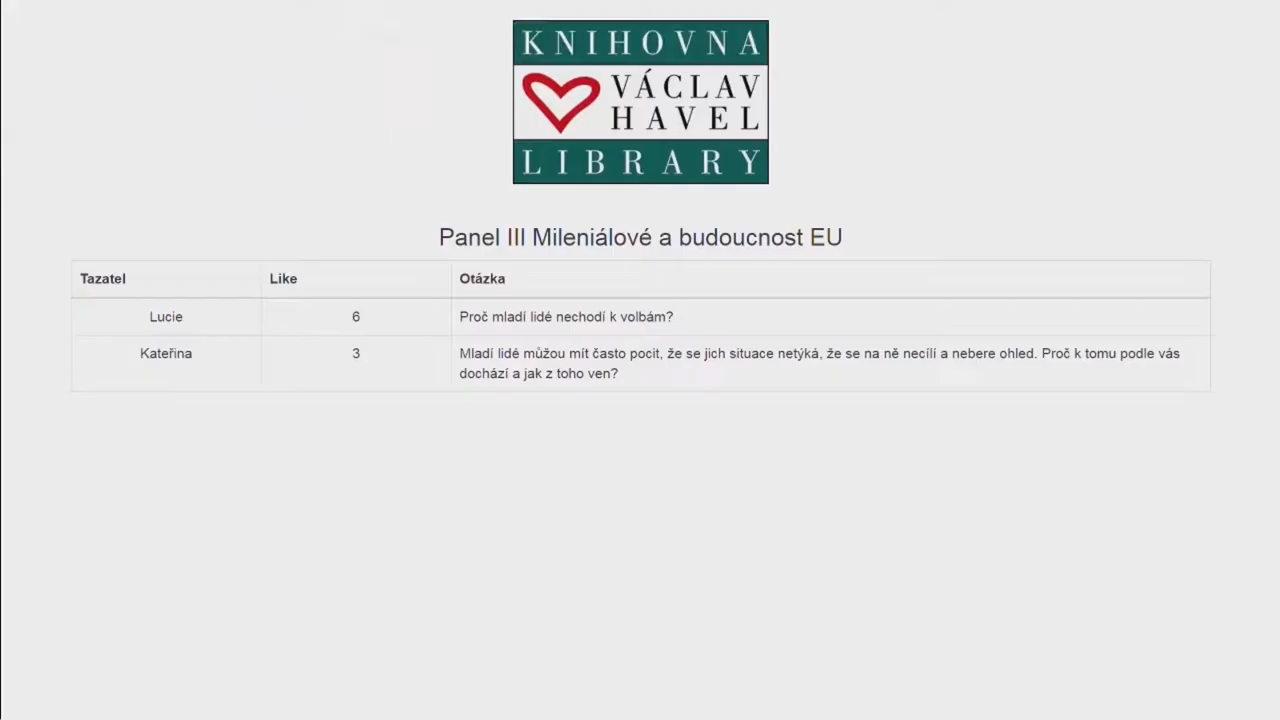 KNIHOVNA
VÁCLAV
HAVEL
LIBRARY
Panel III Mileniálové a budoucnost EU
Tazatel Like Otázka
Lucie 6 Proč mladí lidé nechodí k volbám?
Kateřina 3 Mladí lidé můžou mít často pocit, že se jich situace netýká, že se na ně necílí a nebere ohled. Proč k tomu podle vás
dochází a jak z toho ven?